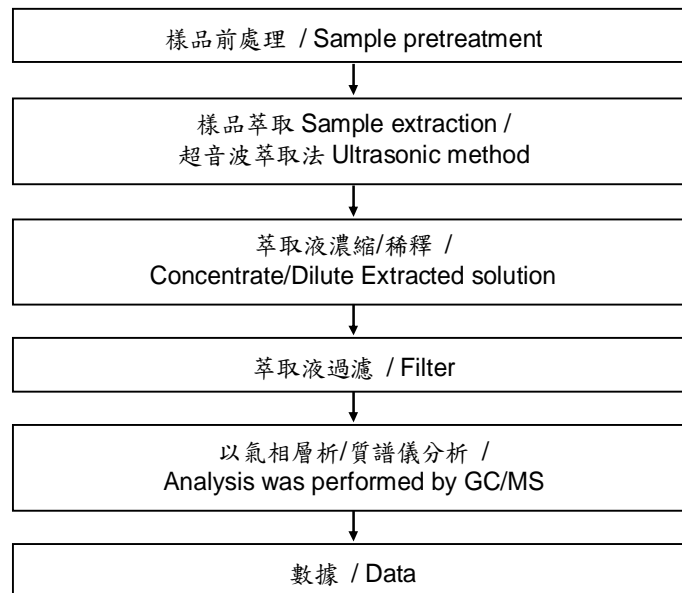 樣品前處理 / Sample pretreatment
樣品萃取 Sample extraction /
超音波萃取法 Ultrasonic method
萃取液濃縮/稀釋 /
Concentrate/Dilute Extracted solution
萃取液過濾 / Filter
以氣相層析/質譜儀分析 /
Analysis was performed by GC/MS
數據 / Data